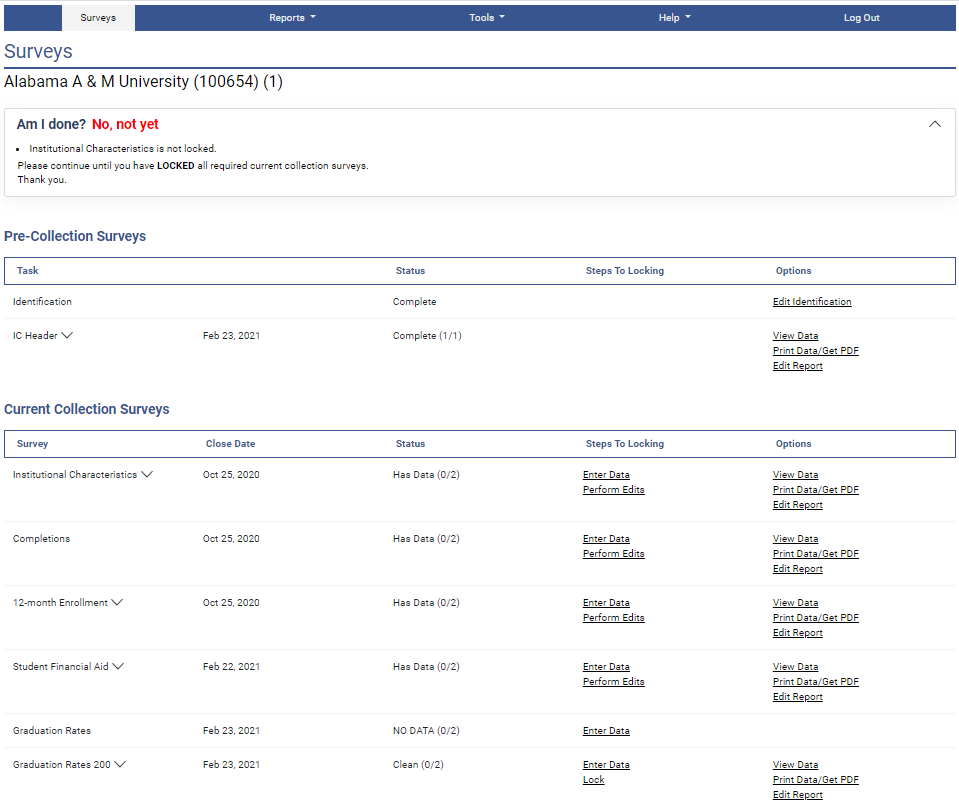 Surveys Reports Tools Help Log Out
Surveys
Alabama A & M University (100654) (1)
Am I done? No, not yet
Institutional Characteristics is not locked.
Please continue until you have LOCKED all required current collection surveys.
Thank you.
Pre-Collection Surveys
Task Status Steps To Locking Options
Identification Complete Edit Identification
IC Header Feb 23, 2021 Complete (1/1) View Data
Print Data/Get PDF
Edit Report
Current Collection Surveys
Survey Close Date Status Steps To Locking Options
Institutional Characteristics Oct 25, 2020 Has Data (0/2) Enter Data View Data
Perform Edits Print Data/Get PDF
Edit Report
Completions Oct 25, 2020 Has Data (0/2) Enter Data View Data
Perform Edits Print Data/Get PDF
Edit Report
12-month Enrollment Oct 25, 2020 Has Data (0/2) Enter Data View Data
Perform Edits Print Data/Get PDF
Edit Report
Student Financial Aid Feb 22, 2021 Has Data (0/2) Enter Data View Data
Perform Edits Print Data/Get PDF
Edit Report
Graduation Rates Feb 23, 2021 NO DATA (0/2) Enter Data
Graduation Rates 200 Feb 23, 2021 Clean (0/2) Enter Data View Data
Lock Print Data/Get PDF
Edit Report